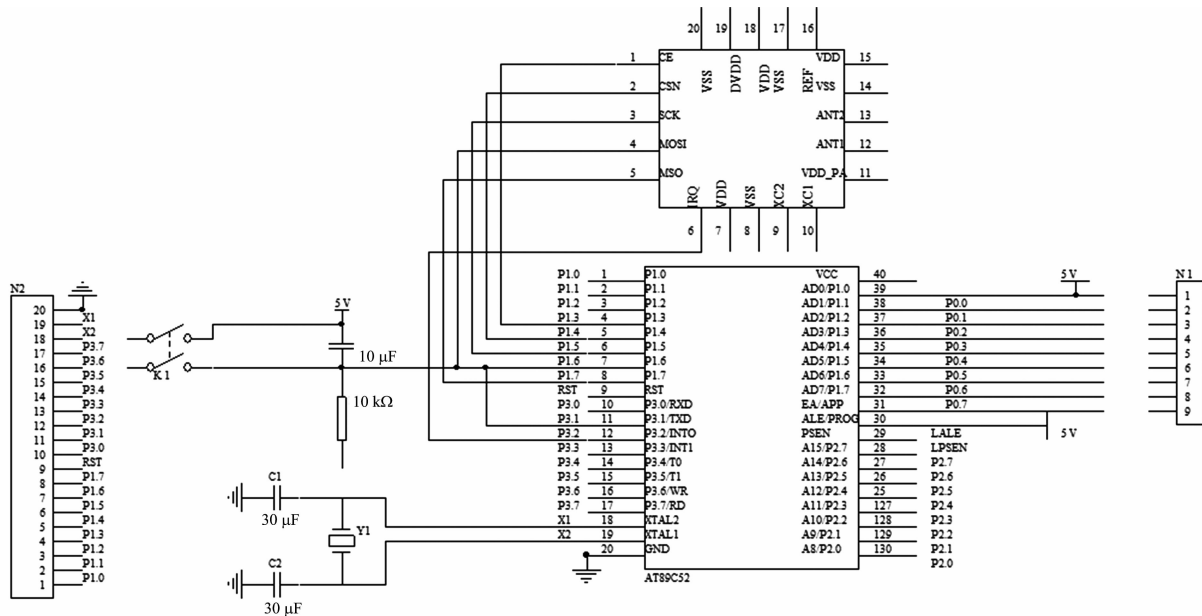 20 19 18 17 16
VSS DVDD VDD VSS REF
1 CE VDD 15
2 CSN VSS 14
3 SCK ANT2 13
4 MOSI ANT1 12
5 MSO VDD_PA 11
IRQ VDD VSS XC2 XC1
6 7 8 9 10
N2
20
19 X1
18 X2
17 P3.7
16 P3.6
15 P3.5
14 P3.4
13 P3.3
12 P3.2
11 P3.1
10 P3.0
9 RST
8 P1.7
7 P1.6
6 P1.5
5 P1.4
4 P1.3
3 P1.2
2 P1.1
1 P1.0
K1
5 V
10 μF
10 kΩ
C1
30 μF
Y1
C2
30 μF
P1.0 1 P1.0 VCC 40
P1.1 2 P1.1 AD0/P1.0 39
P1.2 3 P1.2 AD1/P1.1 38 P0.0
P1.3 4 P1.3 AD2/P1.2 37 P0.1
P1.4 5 P1.4 AD3/P1.3 36 P0.2
P1.5 6 P1.5 AD4/P1.4 35 P0.3
P1.6 7 P1.6 AD5/P1.5 34 P0.4
P1.7 8 P1.7 AD6/P1.6 33 P0.5
RST 9 RST AD7/P1.7 32 P0.6
P3.0 10 P3.0/RXD EA/APP 31 P0.7
P3.1 11 P3.1/TXD ALE/PROG 30
P3.2 12 P3.2/INTO PSEN 29 LALE
P3.3 13 P3.3/INT1 A15/P2.7 28 LPSEN
P3.4 14 P3.4/T0 A14/P2.6 27 P2.7
P3.5 15 P3.5/T1 A13/P2.5 26 P2.6
P3.6 16 P3.6/WR A12/P2.4 25 P2.5
P3.7 17 P3.7/RD A11/P2.3 127 P2.4
X1 18 XTAL2 A10/P2.2 128 P2.3
X2 19 XTAL1 A9/P2.1 129 P2.2
20 GND A8/P2.0 130 P2.1
P2.0
AT89C52
5 V
5 V
N1
1
2
3
4
5
6
7
8
9